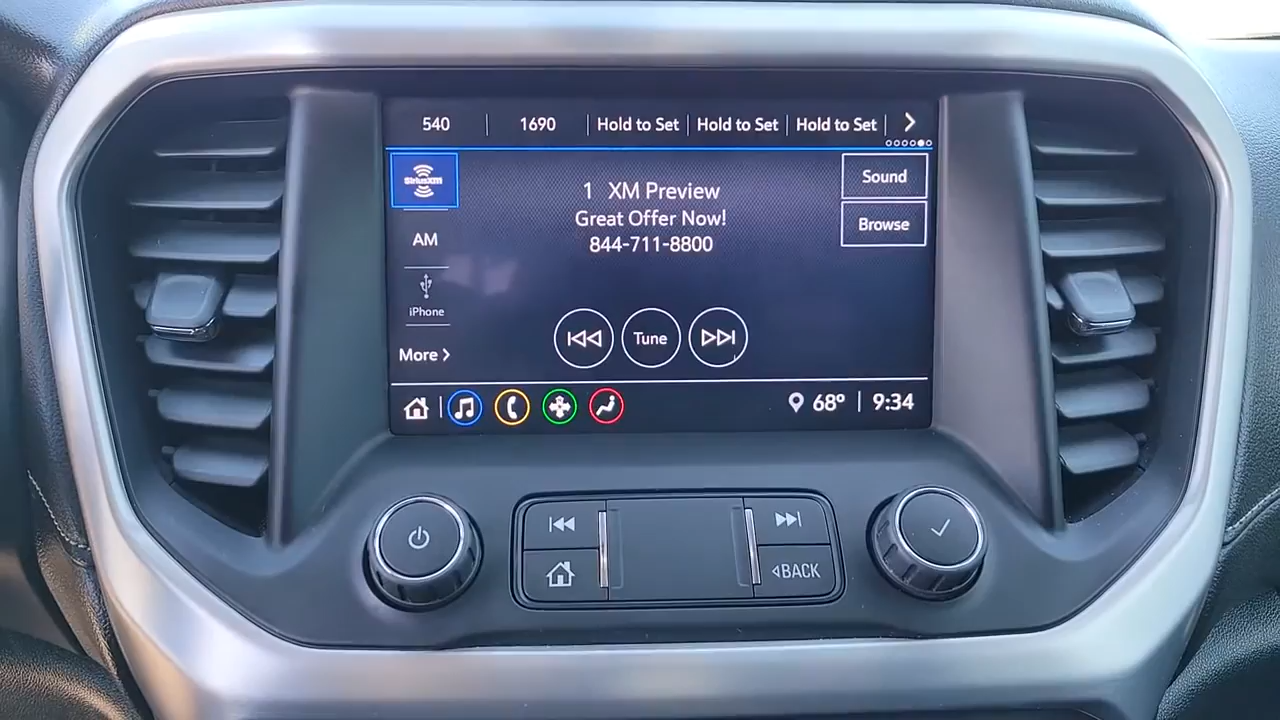 540 1690 Hold to Set Hold to Set Hold to Set
SiriusXM
Sound
1 XM Preview
Great Offer Now!
Browse
844-711-8800
AM
iPhone
Tune
More
68° 9:34
BACK